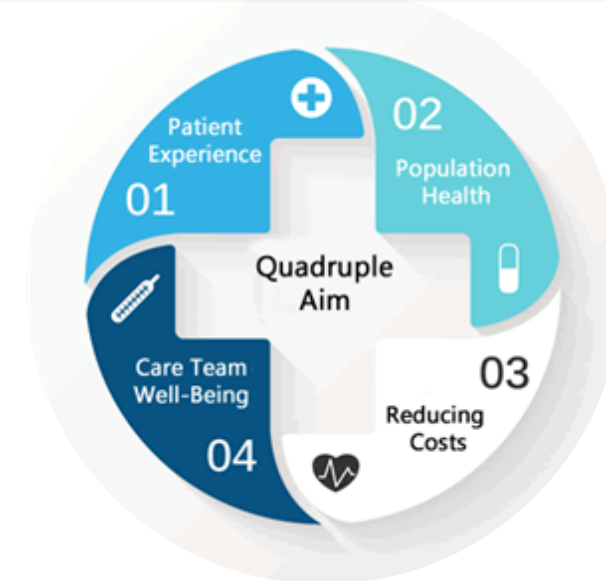 Patient
Experience
01
02
Population
Health
Quadruple
Aim
03
Reducing
Costs
Care Team
Well-Being
04